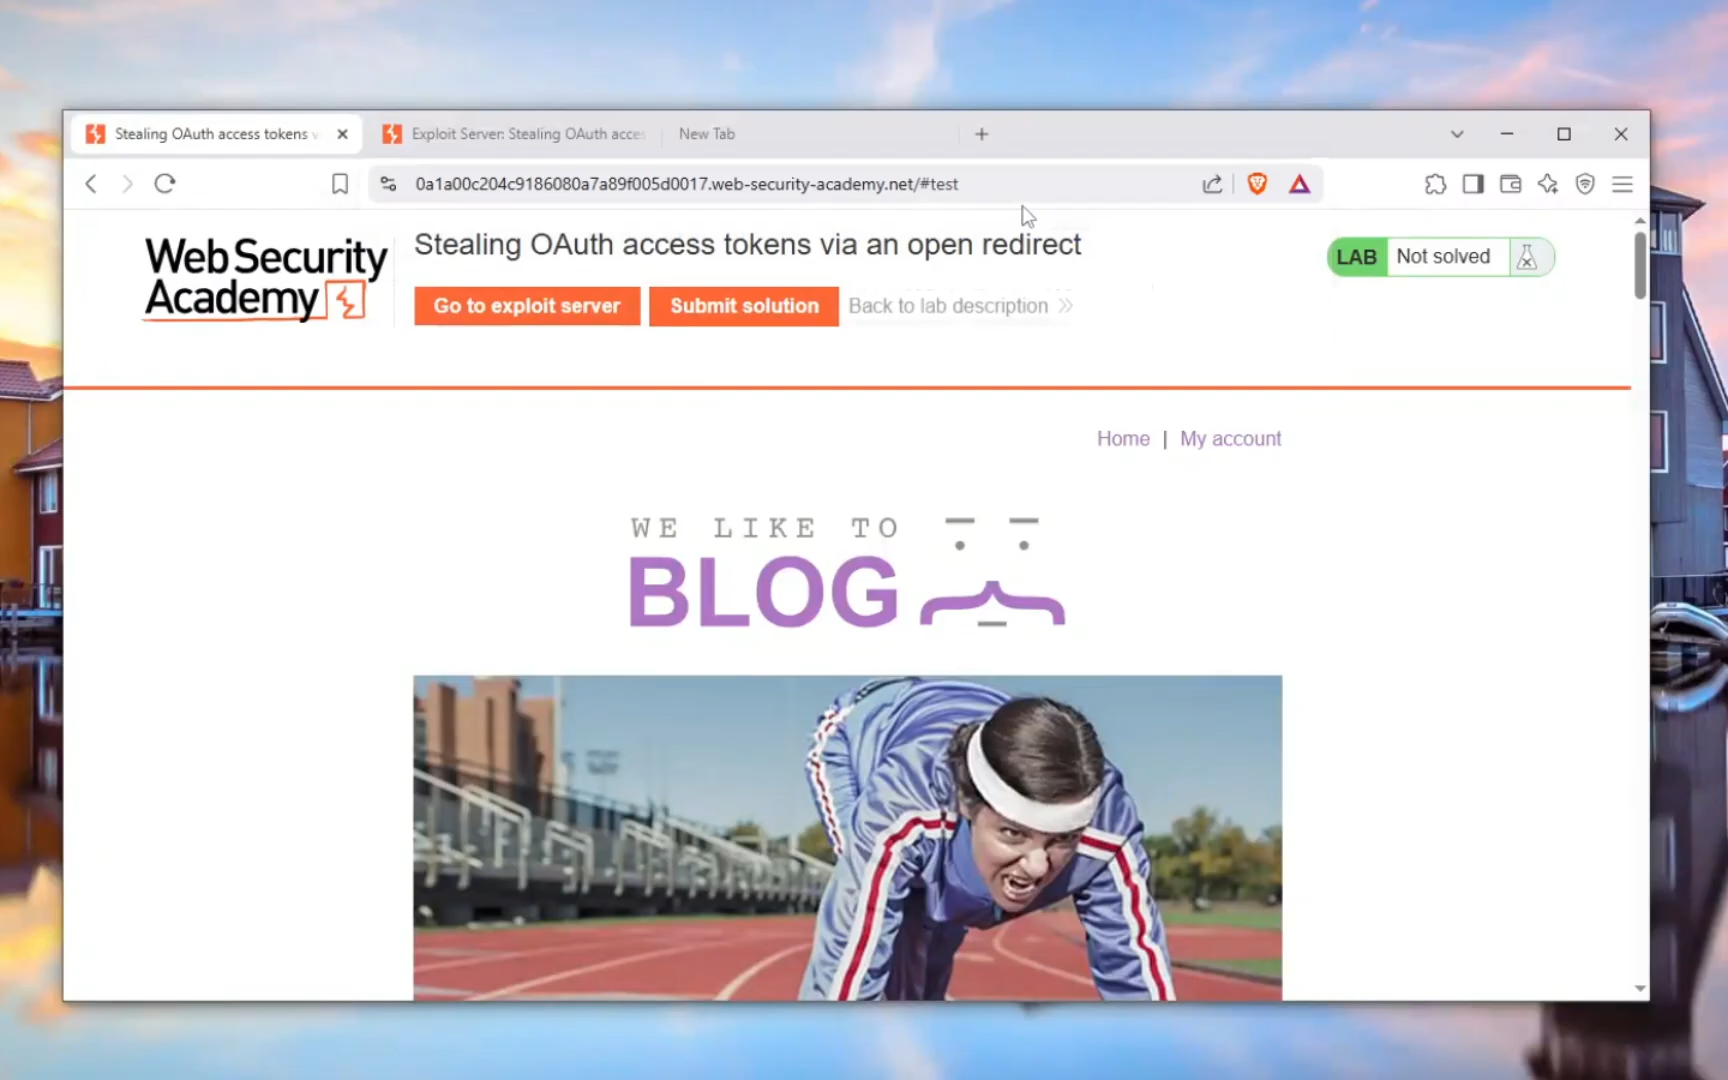 Stealing OAuth access tokens v
Exploit Server: Stealing OAuth acces
New Tab
0a1a00c204c9186080a7a89f005d0017.web-security-academy.net/#test
Web Security
Academy
Stealing OAuth access tokens via an open redirect
Go to exploit server
Submit solution
Back to lab description
LAB
Not solved
Home | My account
WE LIKE TO
BLOG